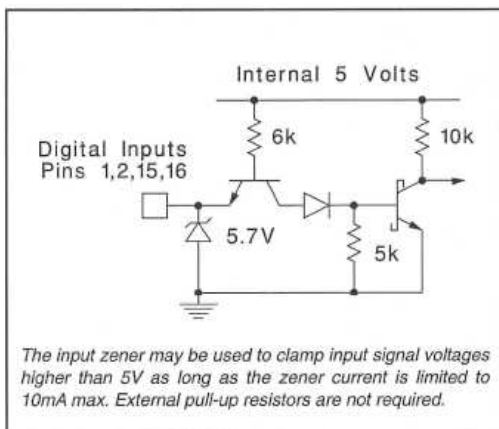 Internal 5 Volts
6k
10k
Digital Inputs
Pins 1,2,15,16
5.7V
5k
The input zener may be used to clamp input signal voltages
higher than 5V as long as the zener current is limited to
10mA max. External pull-up resistors are not required.